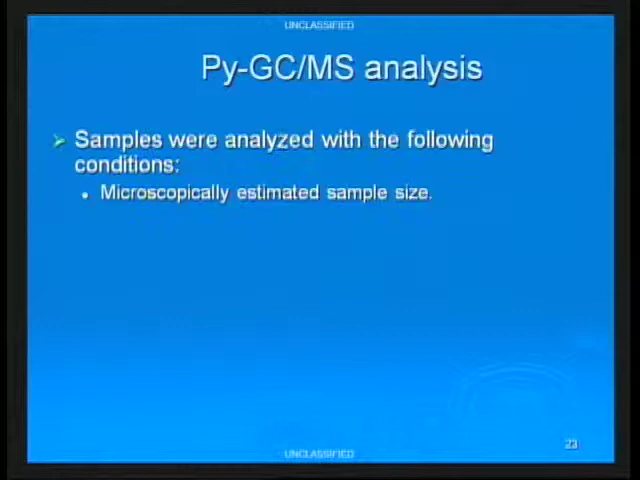 UNCLASSIFIED
Py-GC/MS analysis
Samples were analyzed with the following
conditions:
Microscopically estimated sample size.
23
UNCLASSIFIED